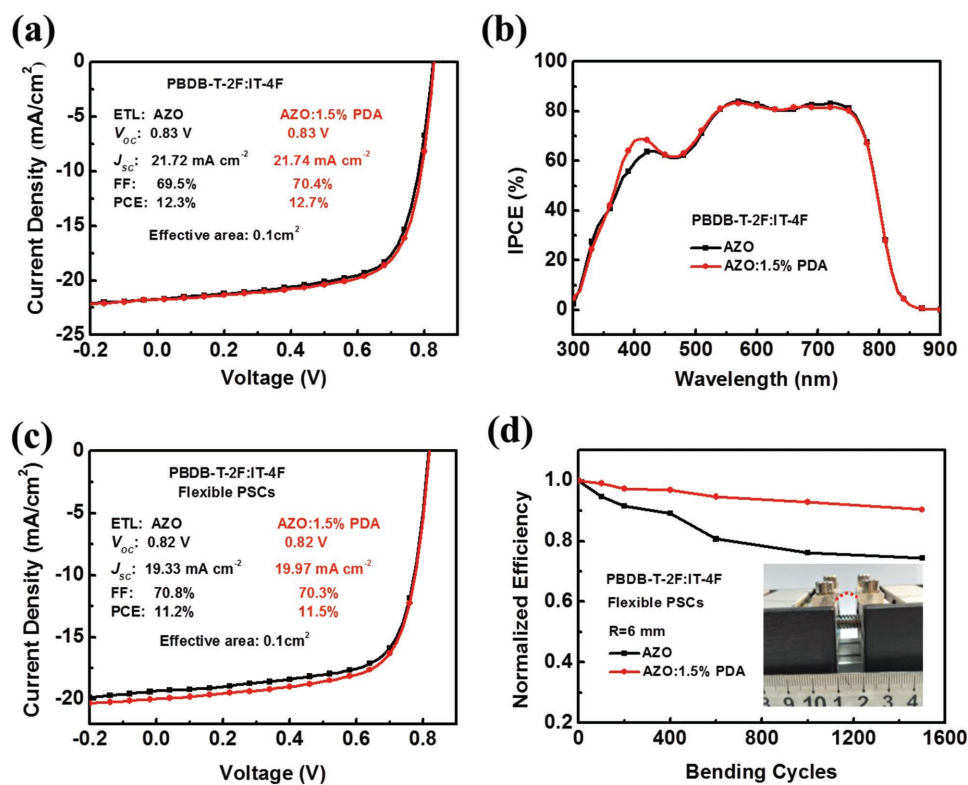 (a)
PBDB-T-2F:IT-4F
ETL: AZO AZO:1.5% PDA
Voc: 0.83 V 0.83 V
Jsc: 21.72 mA cm⁻² 21.74 mA cm⁻²
FF: 69.5% 70.4%
PCE: 12.3% 12.7%
Effective area: 0.1cm²
Current Density (mA/cm²)
0
-5
-10
-15
-20
-25
-0.2 0.0 0.2 0.4 0.6 0.8
Voltage (V)
(b)
IPCE (%)
100
80
60
40
20
0
PBDB-T-2F:IT-4F
AZO
AZO:1.5% PDA
300 400 500 600 700 800 900
Wavelength (nm)
(c)
PBDB-T-2F:IT-4F
Flexible PSCs
ETL: AZO AZO:1.5% PDA
Voc: 0.82 V 0.82 V
Jsc: 19.33 mA cm⁻² 19.97 mA cm⁻²
FF: 70.8% 70.3%
PCE: 11.2% 11.5%
Effective area: 0.1cm²
Current Density (mA/cm²)
0
-5
-10
-15
-20
-0.2 0.0 0.2 0.4 0.6 0.8
Voltage (V)
(d)
Normalized Efficiency
1.0
0.8
0.6
0.4
0.2
PBDB-T-2F:IT-4F
Flexible PSCs
R=6 mm
AZO
AZO:1.5% PDA
8 9 10 1 2 3 4
0 400 800 1200 1600
Bending Cycles